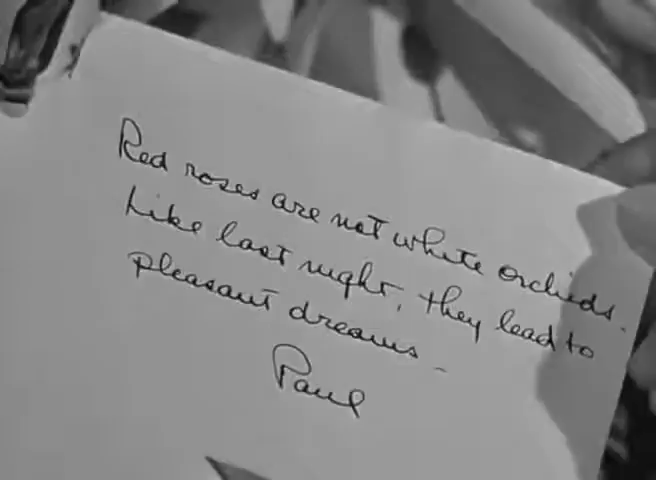 Red roses are not white orchids.
Like last night, they lead to
pleasant dreams -
Paul